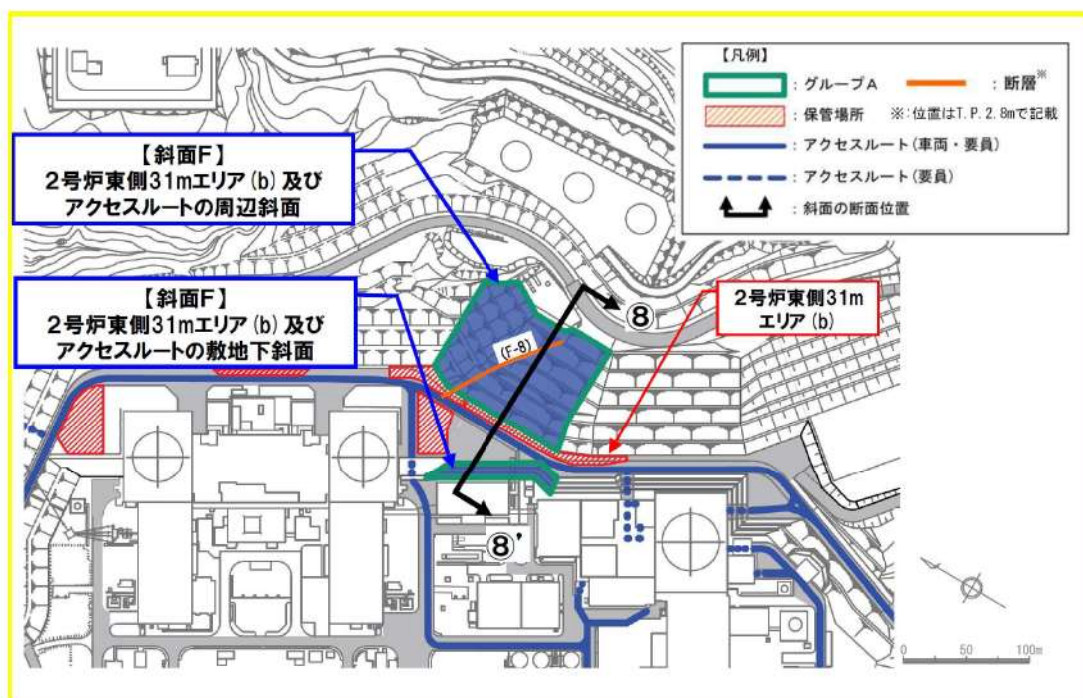 【凡例】
：グループA
：断層※
：保管場所
※：位置はT.P.2.8mで記載
：アクセスルート(車両・要員)
：アクセスルート(要員)
：斜面の断面位置
【斜面F】
2号炉東側31mエリア(b)及び
アクセスルートの周辺斜面
【斜面F】
2号炉東側31mエリア(b)及び
アクセスルートの敷地下斜面
2号炉東側31m
エリア(b)
⑧
(F-8)
⑧'
0 50 100m